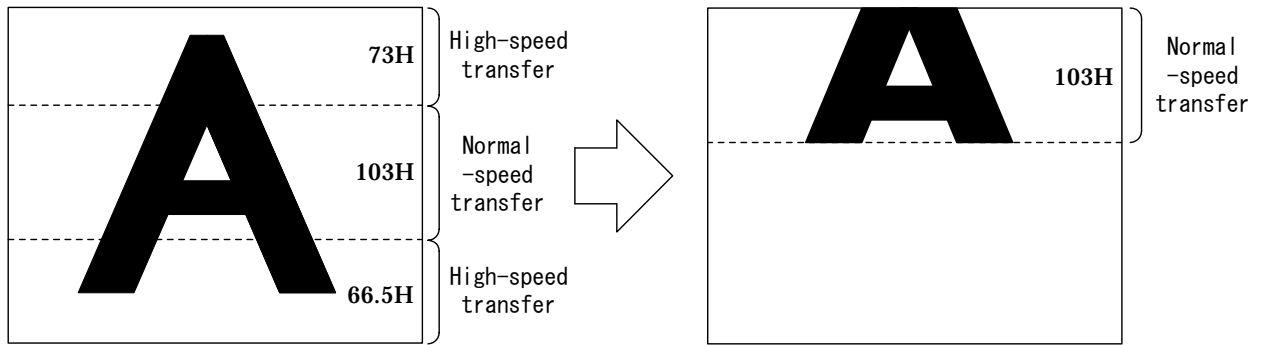 73H
High-speed
transfer
A
103H
Normal
-speed
transfer
66.5H
High-speed
transfer
A
103H
Normal
-speed
transfer